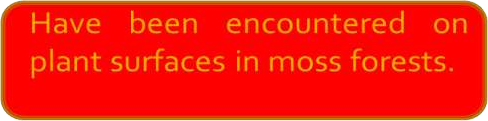 Have been encountered on
plant surfaces in moss forests.